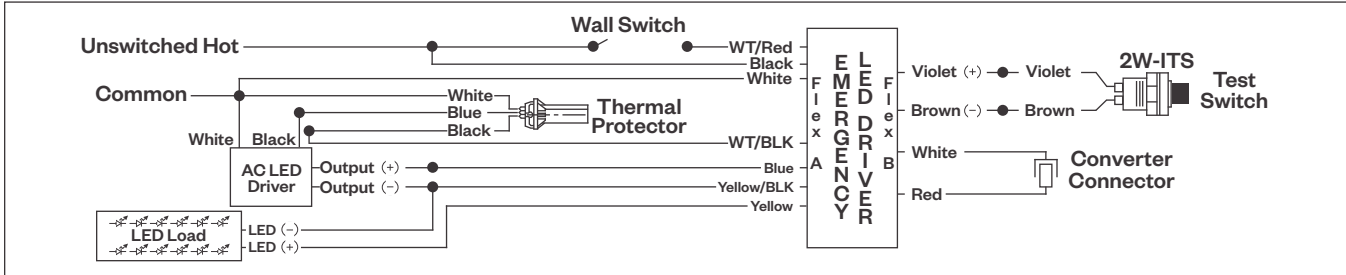 Wall Switch
Unswitched Hot
WT/Red
Black
White
Common
White
Blue
Black
Thermal
Protector
White
Black
WT/BLK
AC LED
Driver
Output (+)
Output (-)
Blue
Yellow/BLK
Yellow
LED Load
LED (-)
LED (+)
Flex A
EMERGENCY
LED DRIVER
Flex B
Violet (+)
Violet
Brown (-)
Brown
2W-ITS
Test
Switch
White
Red
Converter
Connector